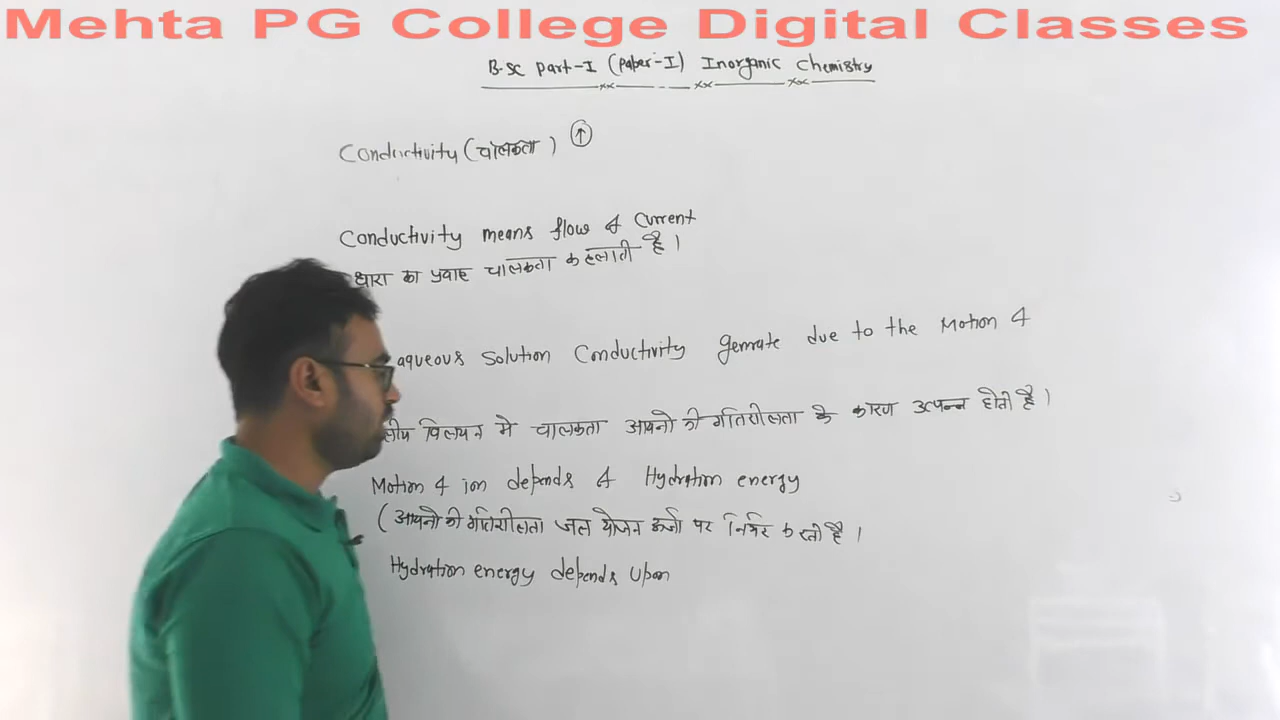 Mehta PG College Digital Classes
B.SC Part-I (Paper-I) Inorganic Chemistry
Conductivity (चालकता) ↑
Conductivity means flow of Current
धारा का प्रवाह चालकता कहलाती है।
aqueous Solution Conductivity genrate due to the Motion of
विलयन मे चालकता आयनो की गतिशीलता के कारण उत्पन्न होती है।
Motion of ion depends of Hydration energy
(आयनो की गतिशीलता जल योजन ऊर्जा पर निर्भर करती है।
Hydration energy depends Upon